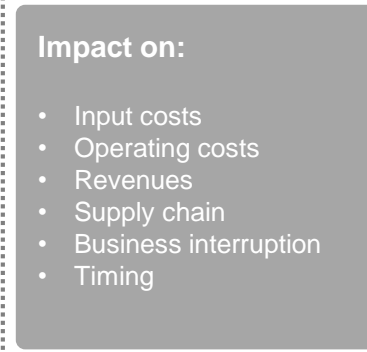 Impact on:
• Input costs
• Operating costs
• Revenues
• Supply chain
• Business interruption
• Timing